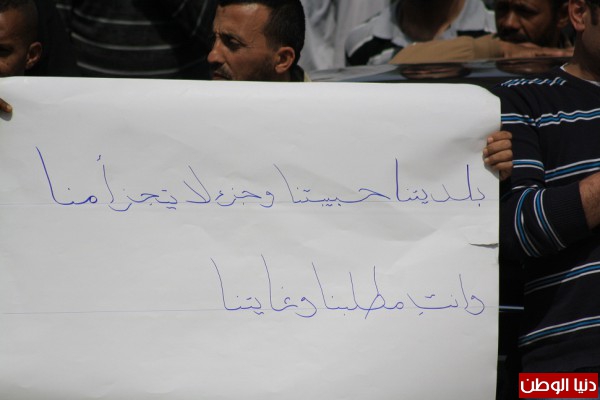 بلديتنا حبيبتنا وجزء لا يتجزأ منا
وانتِ مطلبنا وغايتنا
دنيا الوطن